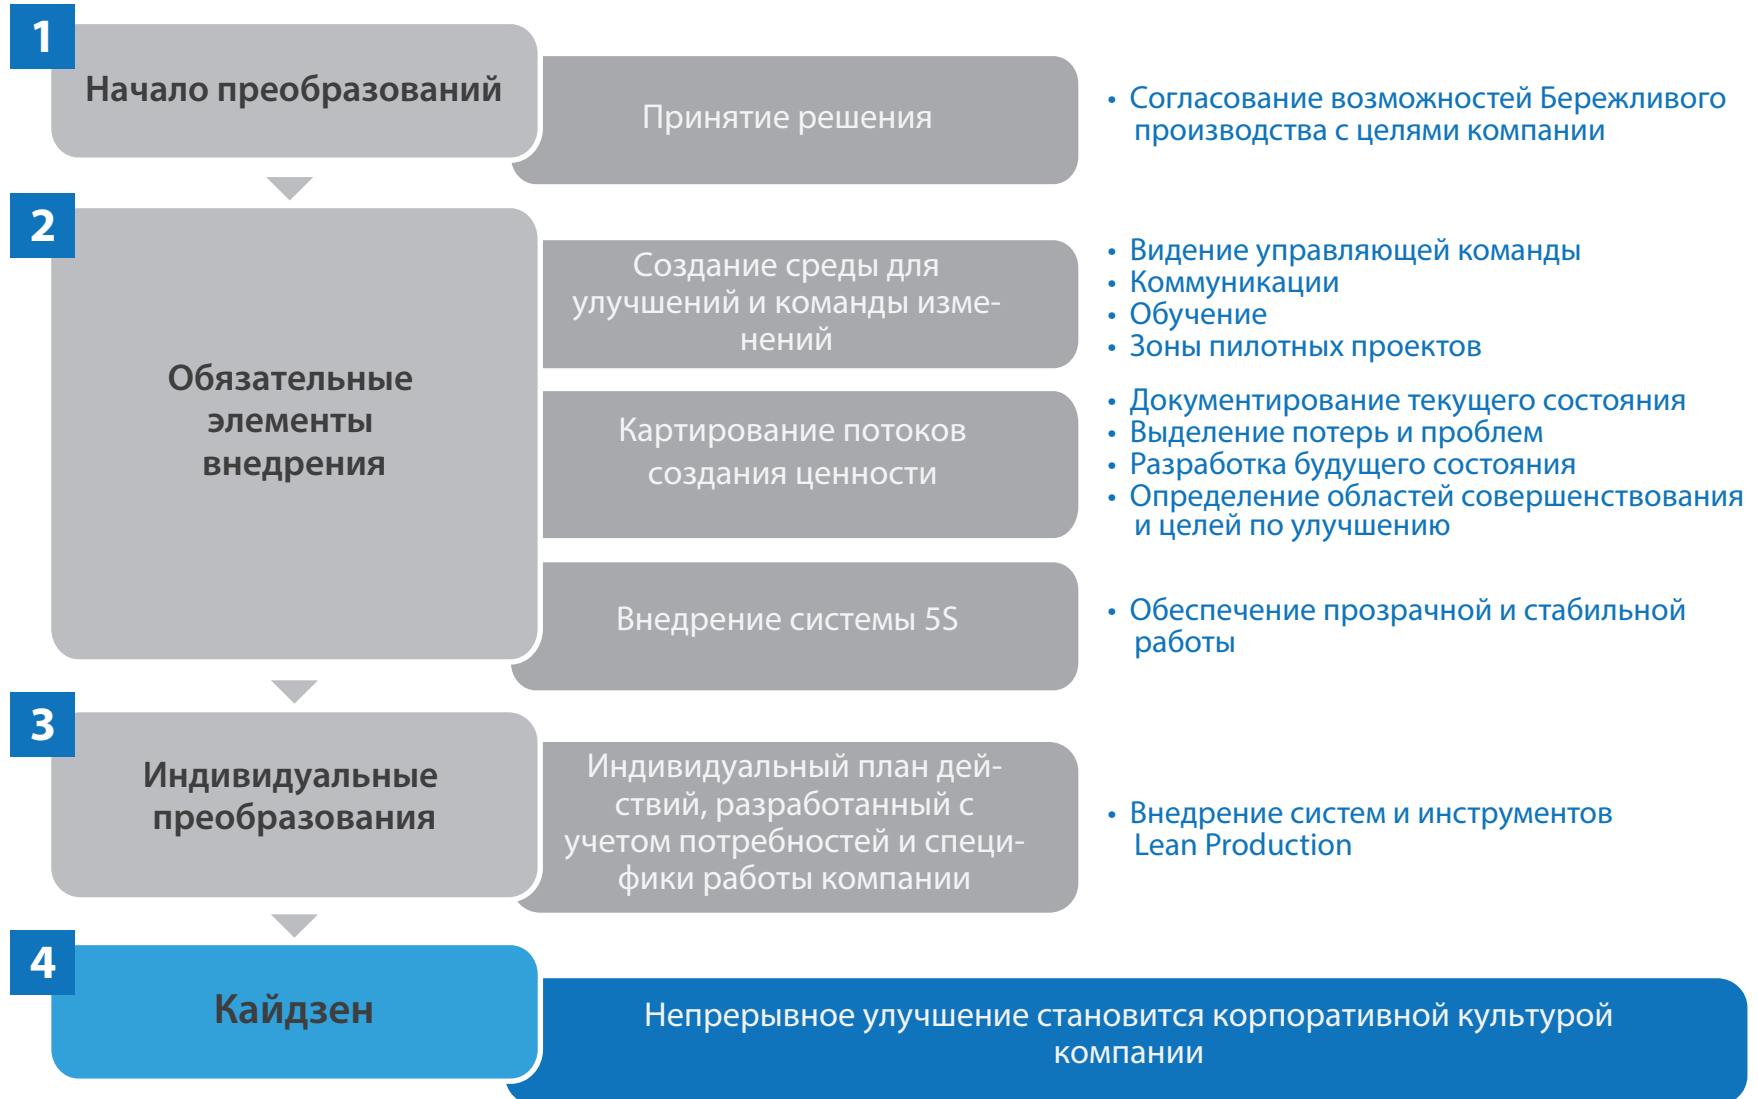 1
Начало преобразований
Принятие решения
• Согласование возможностей Бережливого
производства с целями компании
2
Обязательные
элементы
внедрения
Создание среды для
улучшений и команды изме-
нений
• Видение управляющей команды
• Коммуникации
• Обучение
• Зоны пилотных проектов
Картирование потоков
создания ценности
• Документирование текущего состояния
• Выделение потерь и проблем
• Разработка будущего состояния
• Определение областей совершенствования
и целей по улучшению
Внедрение системы 5S
• Обеспечение прозрачной и стабильной
работы
3
Индивидуальные
преобразования
Индивидуальный план дей-
ствий, разработанный с
учетом потребностей и специ-
фики работы компании
• Внедрение систем и инструментов
Lean Production
4
Кайдзен
Непрерывное улучшение становится корпоративной культурой
компании